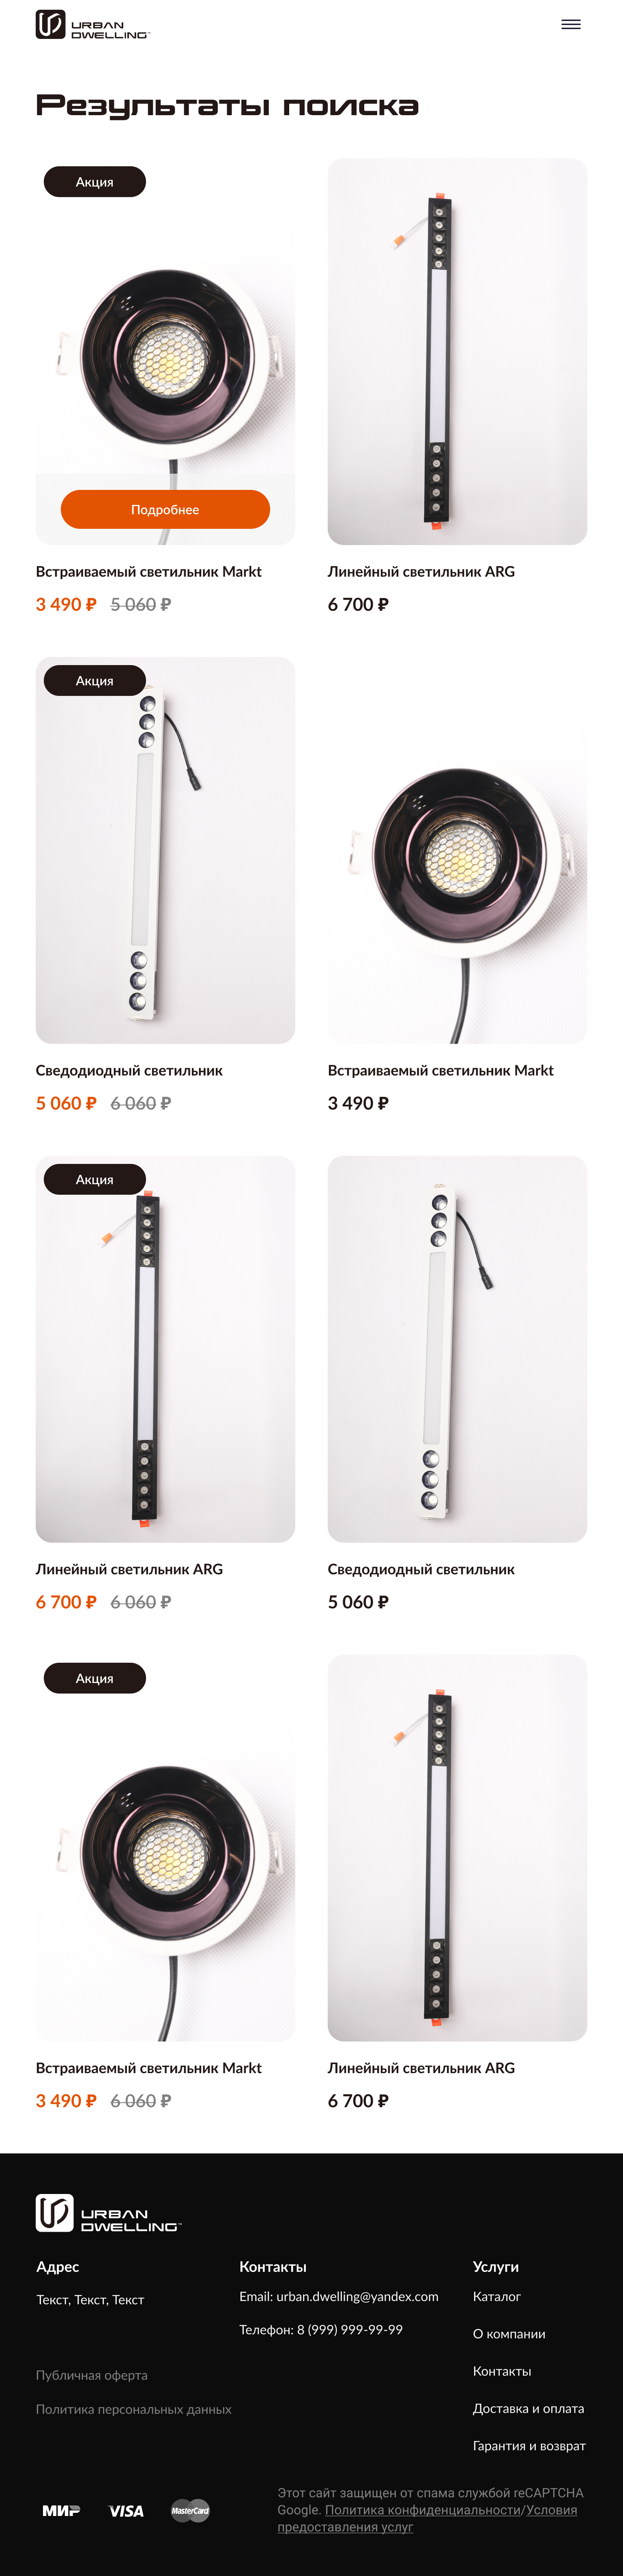 URBAN
DWELLING™
Результаты поиска
Акция
Подробнее
Встраиваемый светильник Markt
3 490 ₽ 5 060 ₽
Линейный светильник ARG
6 700 ₽
Акция
Сведодиодный светильник
5 060 ₽ 6 060 ₽
Встраиваемый светильник Markt
3 490 ₽
Акция
Линейный светильник ARG
6 700 ₽ 6 060 ₽
Сведодиодный светильник
5 060 ₽
Акция
Встраиваемый светильник Markt
3 490 ₽ 6 060 ₽
Линейный светильник ARG
6 700 ₽
URBAN
DWELLING™
Адрес
Текст, Текст, Текст
Публичная оферта
Политика персональных данных
Контакты
Email: urban.dwelling@yandex.com
Телефон: 8 (999) 999-99-99
Услуги
Каталог
О компании
Контакты
Доставка и оплата
Гарантия и возврат
МИР
VISA
MasterCard
Этот сайт защищен от спама службой reCAPTCHA
Google. Политика конфиденциальности/Условия
предоставления услуг